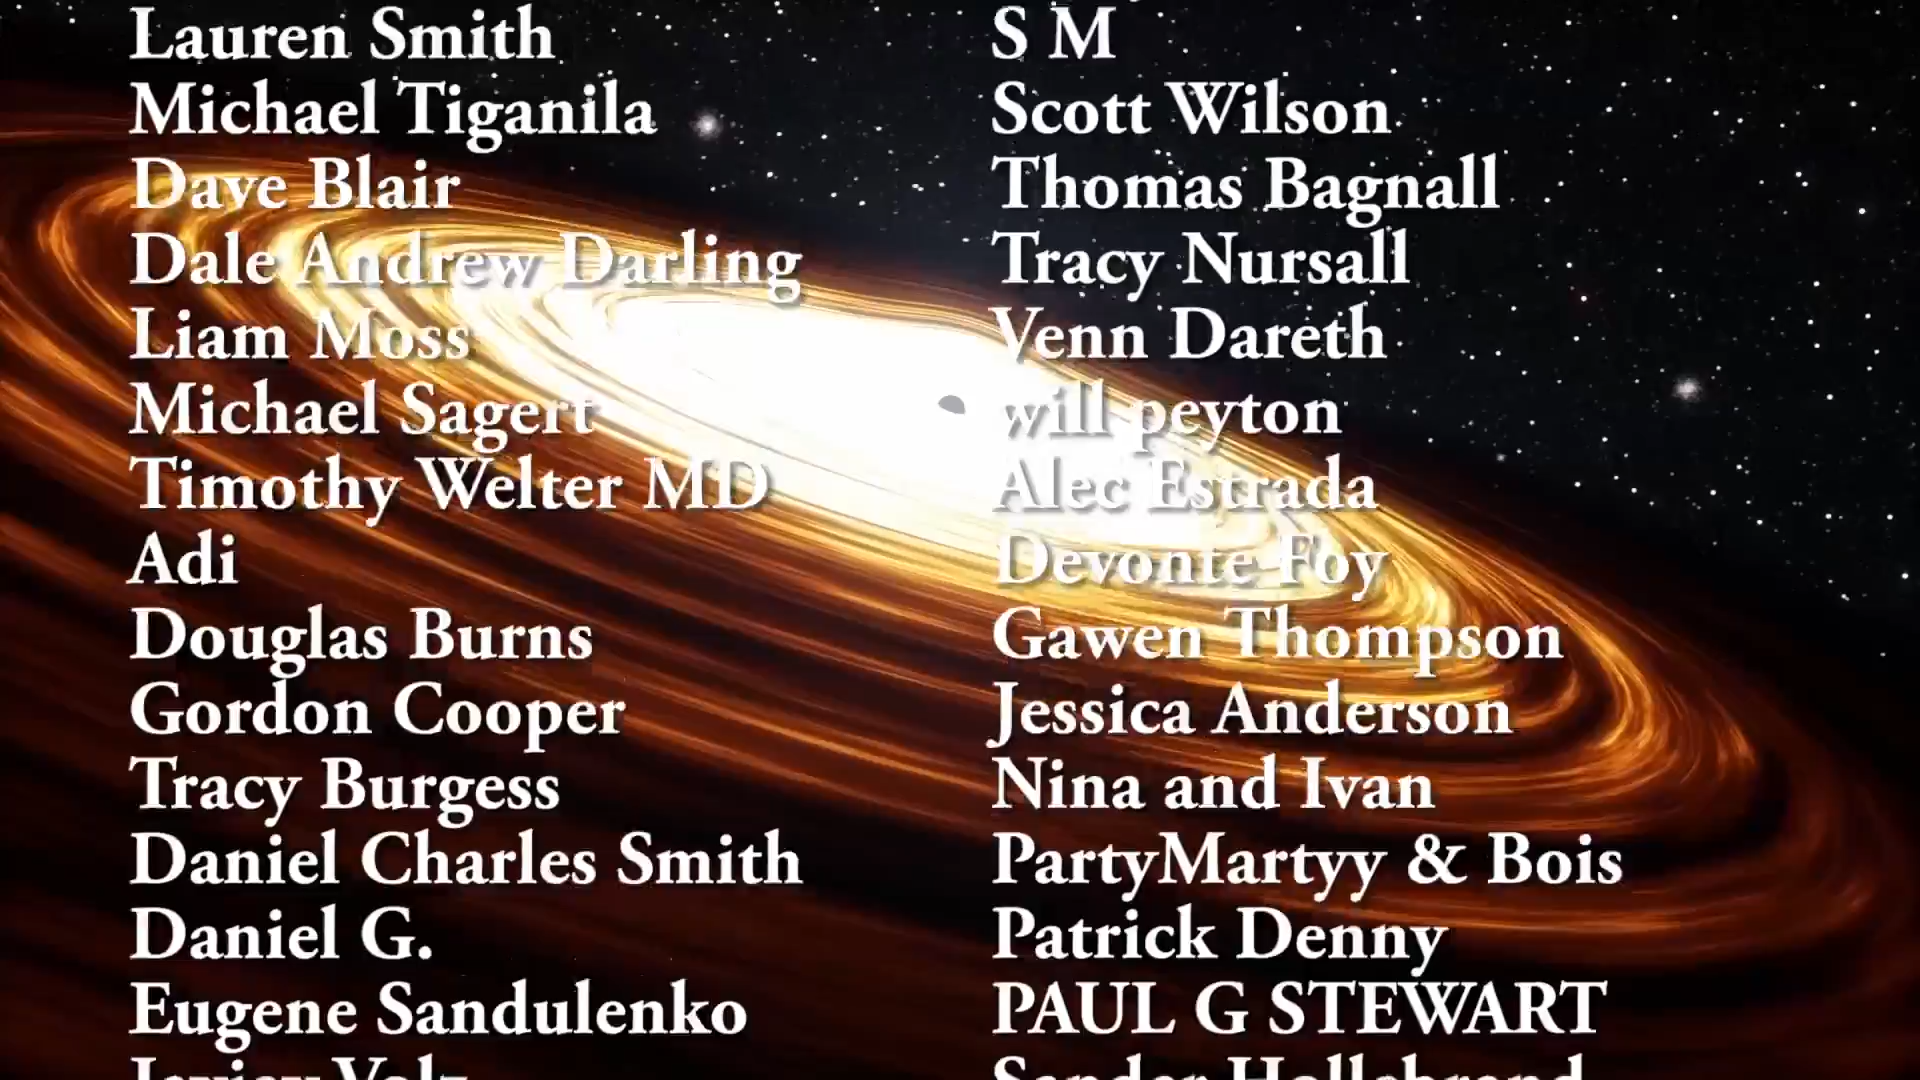 Lauren Smith
Michael Tiganila
Dave Blair
Dale Andrew Darling
Liam Moss
Michael Sagert
Timothy Welter MD
Adi
Douglas Burns
Gordon Cooper
Tracy Burgess
Daniel Charles Smith
Daniel G.
Eugene Sandulenko
S M
Scott Wilson
Thomas Bagnall
Tracy Nursall
Venn Dareth
will peyton
Alec Estrada
Devonte Foy
Gawen Thompson
Jessica Anderson
Nina and Ivan
PartyMartyy & Bois
Patrick Denny
PAUL G STEWART